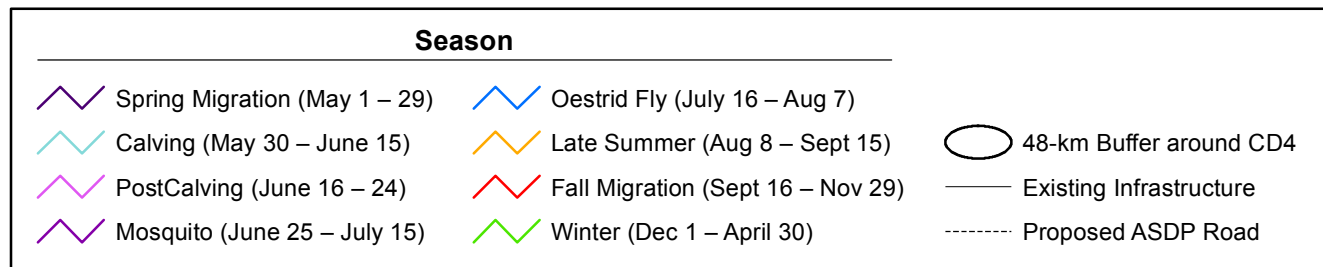 Season
Spring Migration (May 1 – 29)
Calving (May 30 – June 15)
PostCalving (June 16 – 24)
Mosquito (June 25 – July 15)
Oestrid Fly (July 16 – Aug 7)
Late Summer (Aug 8 – Sept 15)
Fall Migration (Sept 16 – Nov 29)
Winter (Dec 1 – April 30)
48-km Buffer around CD4
Existing Infrastructure
Proposed ASDP Road